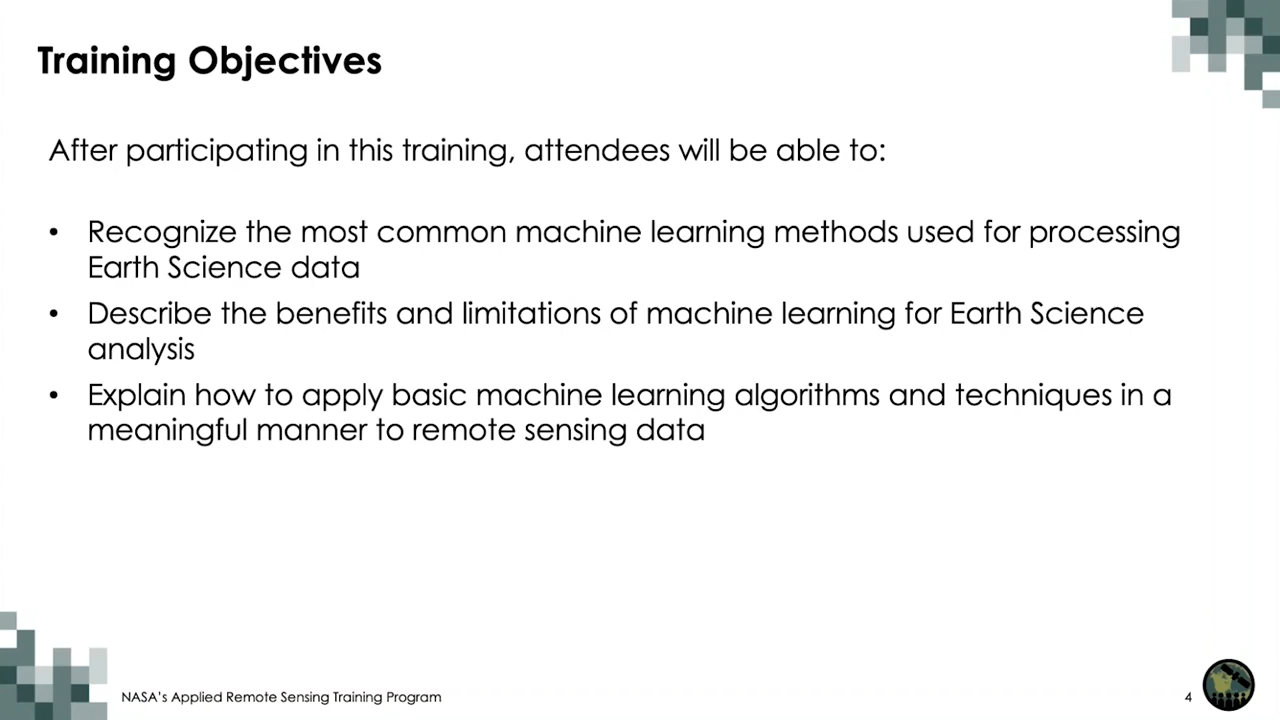 Training Objectives
After participating in this training, attendees will be able to:
• Recognize the most common machine learning methods used for processing
Earth Science data
• Describe the benefits and limitations of machine learning for Earth Science
analysis
• Explain how to apply basic machine learning algorithms and techniques in a
meaningful manner to remote sensing data
NASA's Applied Remote Sensing Training Program
4